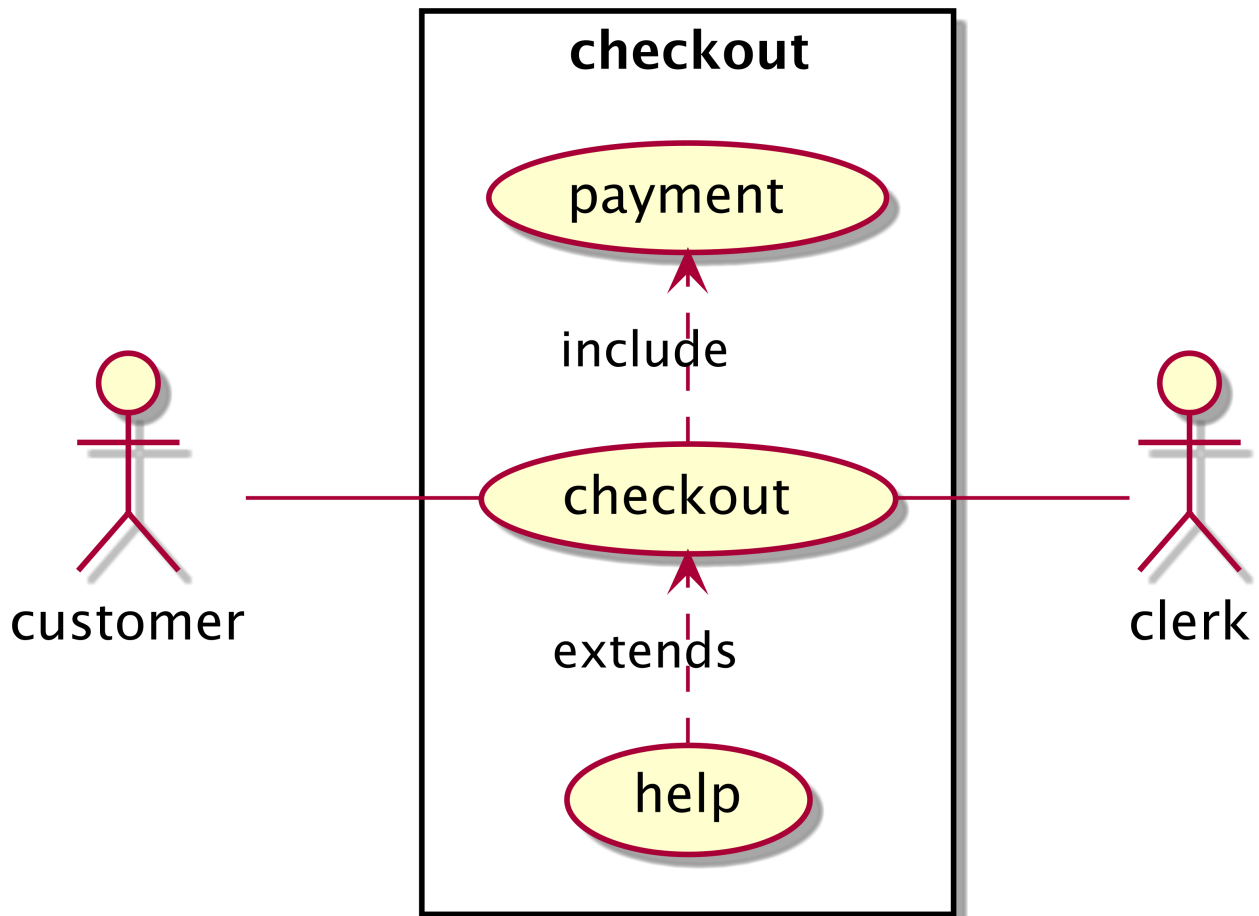 checkout
payment
include
checkout
customer
clerk
extends
help